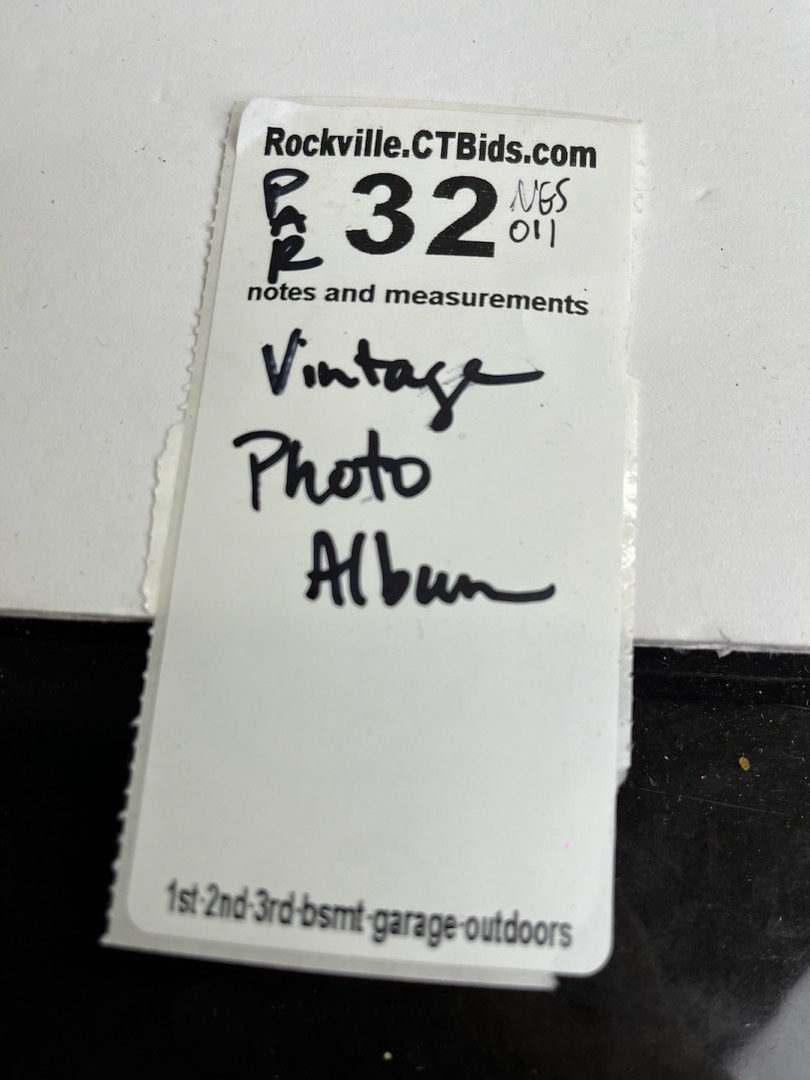 Rockville.CTBids.com
PAR 32 NGS 011
notes and measurements
Vintage
Photo
Album
1st-2nd-3rd-bsmt-garage-outdoors